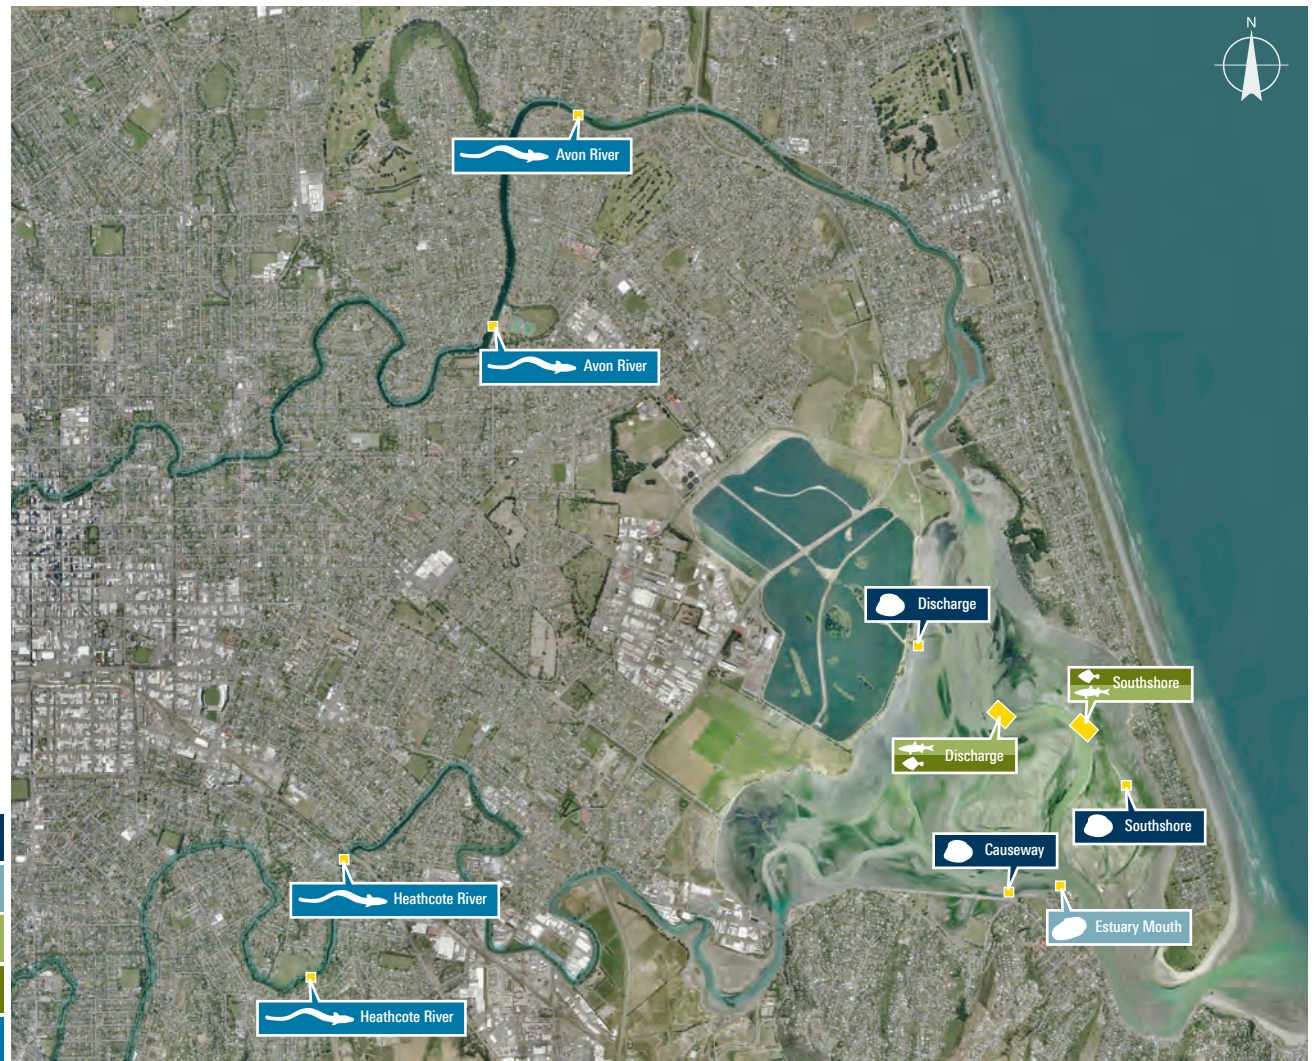 N
Avon River
Avon River
Discharge
Southshore
Discharge
Southshore
Causeway
Heathcote River
Estuary Mouth
Heathcote River